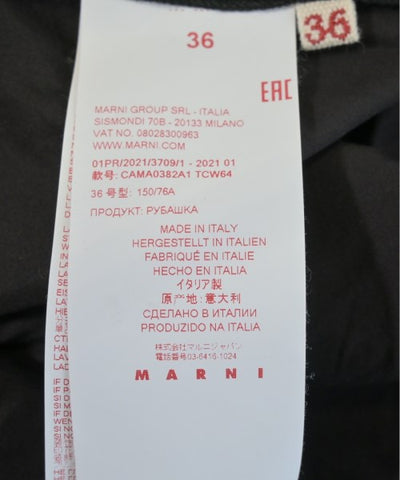 36
36
EAC
MARNI GROUP SRL - ITALIA
SISMONDI 70B - 20133 MILANO
VAT NO. 08028300963
WWW.MARNI.COM
01PR/2021/3709/1 - 2021 01
款号: CAMA0382A1 TCW64
36 号型: 150/76A
ПРОДУКТ: РУБАШКА
MADE IN ITALY
HERGESTELLT IN ITALIEN
FABRIQUÉ EN ITALIE
HECHO EN ITALIA
イタリア製
原产地: 意大利
СДЕЛАНО В ИТАЛИИ
PRODUZIDO NA ITALIA
株式会社マルニジャパン
電話番号03-6416-1024
MARNI